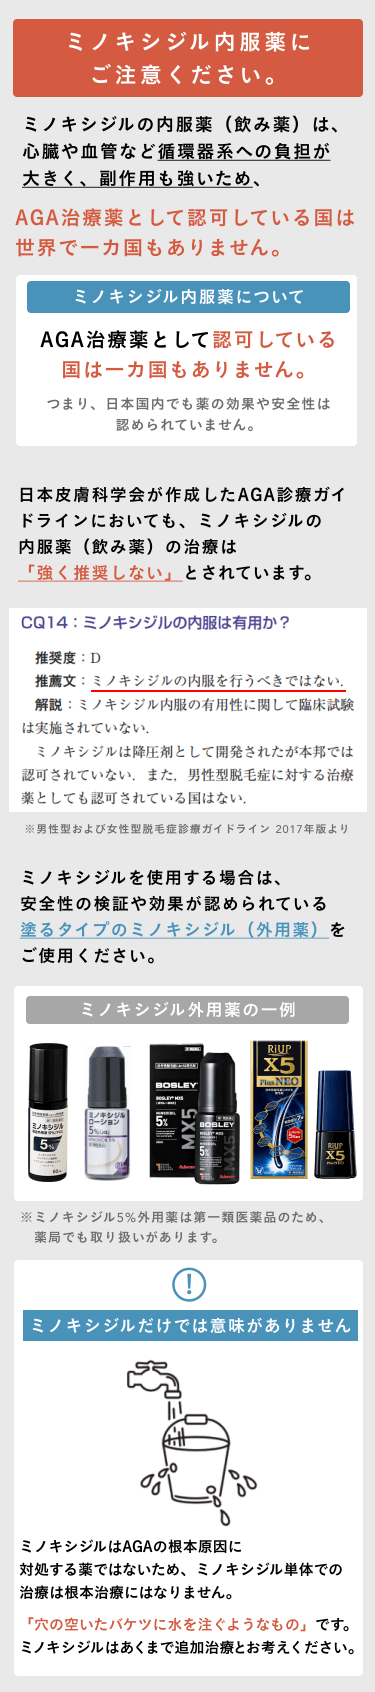 ミノキシジル内服薬に
ご注意ください。
ミノキシジルの内服薬（飲み薬）は、
心臓や血管など循環器系への負担が
大きく、副作用も強いため、
AGA治療薬として認可している国は
世界で一カ国もありません。
ミノキシジル内服薬について
AGA治療薬として認可している
国は一カ国もありません。
つまり、日本国内でも薬の効果や安全性は
認められていません。
日本皮膚科学会が作成したAGA診療ガイ
ドラインにおいても、ミノキシジルの
内服薬（飲み薬）の治療は
「強く推奨しない」とされています。
CQ14：ミノキシジルの内服は有用か？
推奨度：D
推薦文：ミノキシジルの内服を行うべきではない.
解説：ミノキシジル内服の有用性に関して臨床試験
は実施されていない.
ミノキシジルは降圧剤として開発されたが本邦では
認可されていない. また, 男性型脱毛症に対する治療
薬としても認可されている国はない.
※男性型および女性型脱毛症診療ガイドライン 2017年版より
ミノキシジルを使用する場合は、
安全性の検証や効果が認められている
塗るタイプのミノキシジル（外用薬）を
ご使用ください。
ミノキシジル外用薬の一例
ミノキシジル
5%
ミノキシジル
ローション
5%
BOSLEY
MINOXIDIL
5%
MX5
BOSLEY
5%
MX5
RiUP
X5
Plus NEO
RiUP
X5
※ミノキシジル5%外用薬は第一類医薬品のため、
薬局でも取り扱いがあります。
!
ミノキシジルだけでは意味がありません
ミノキシジルはAGAの根本原因に
対処する薬ではないため、ミノキシジル単体での
治療は根本治療にはなりません。
「穴の空いたバケツに水を注ぐようなもの」です。
ミノキシジルはあくまで追加治療とお考えください。